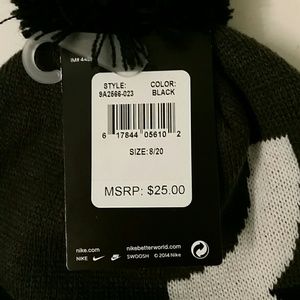 STYLE: COLOR:
9A2566-023 BLACK
6 17844 05610 2
SIZE: 8/20
MSRP: $25.00
nike.com nikebetterworld.com
NIKE SWOOSH © 2014 Nike